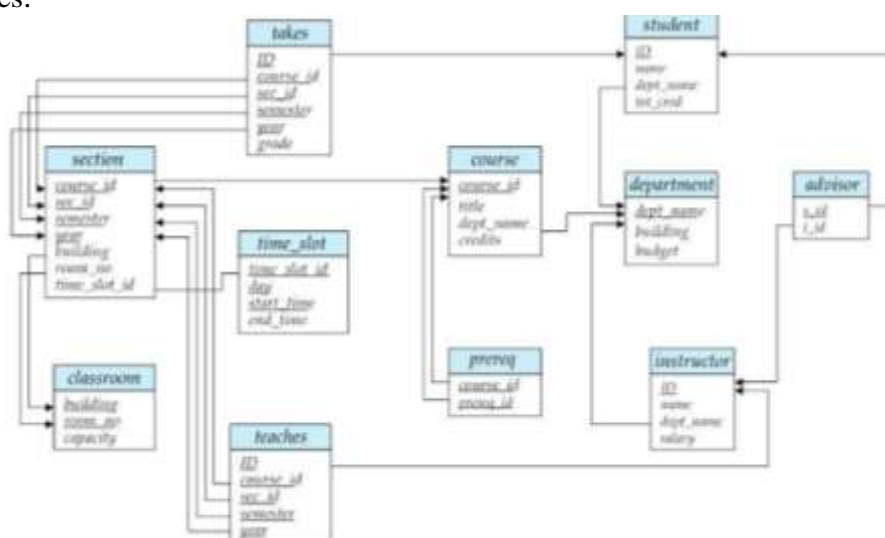 es.
takes
ID
course_id
sec_id
semester
year
grade
student
ID
name
dept_name
tot_cred
section
course_id
sec_id
semester
year
building
room_no
time_slot_id
course
course_id
title
dept_name
credits
department
dept_name
building
budget
advisor
s_id
i_id
time_slot
time_slot_id
day
start_time
end_time
prereq
course_id
prereq_id
instructor
ID
name
dept_name
salary
classroom
building
room_no
capacity
teaches
ID
course_id
sec_id
semester
year